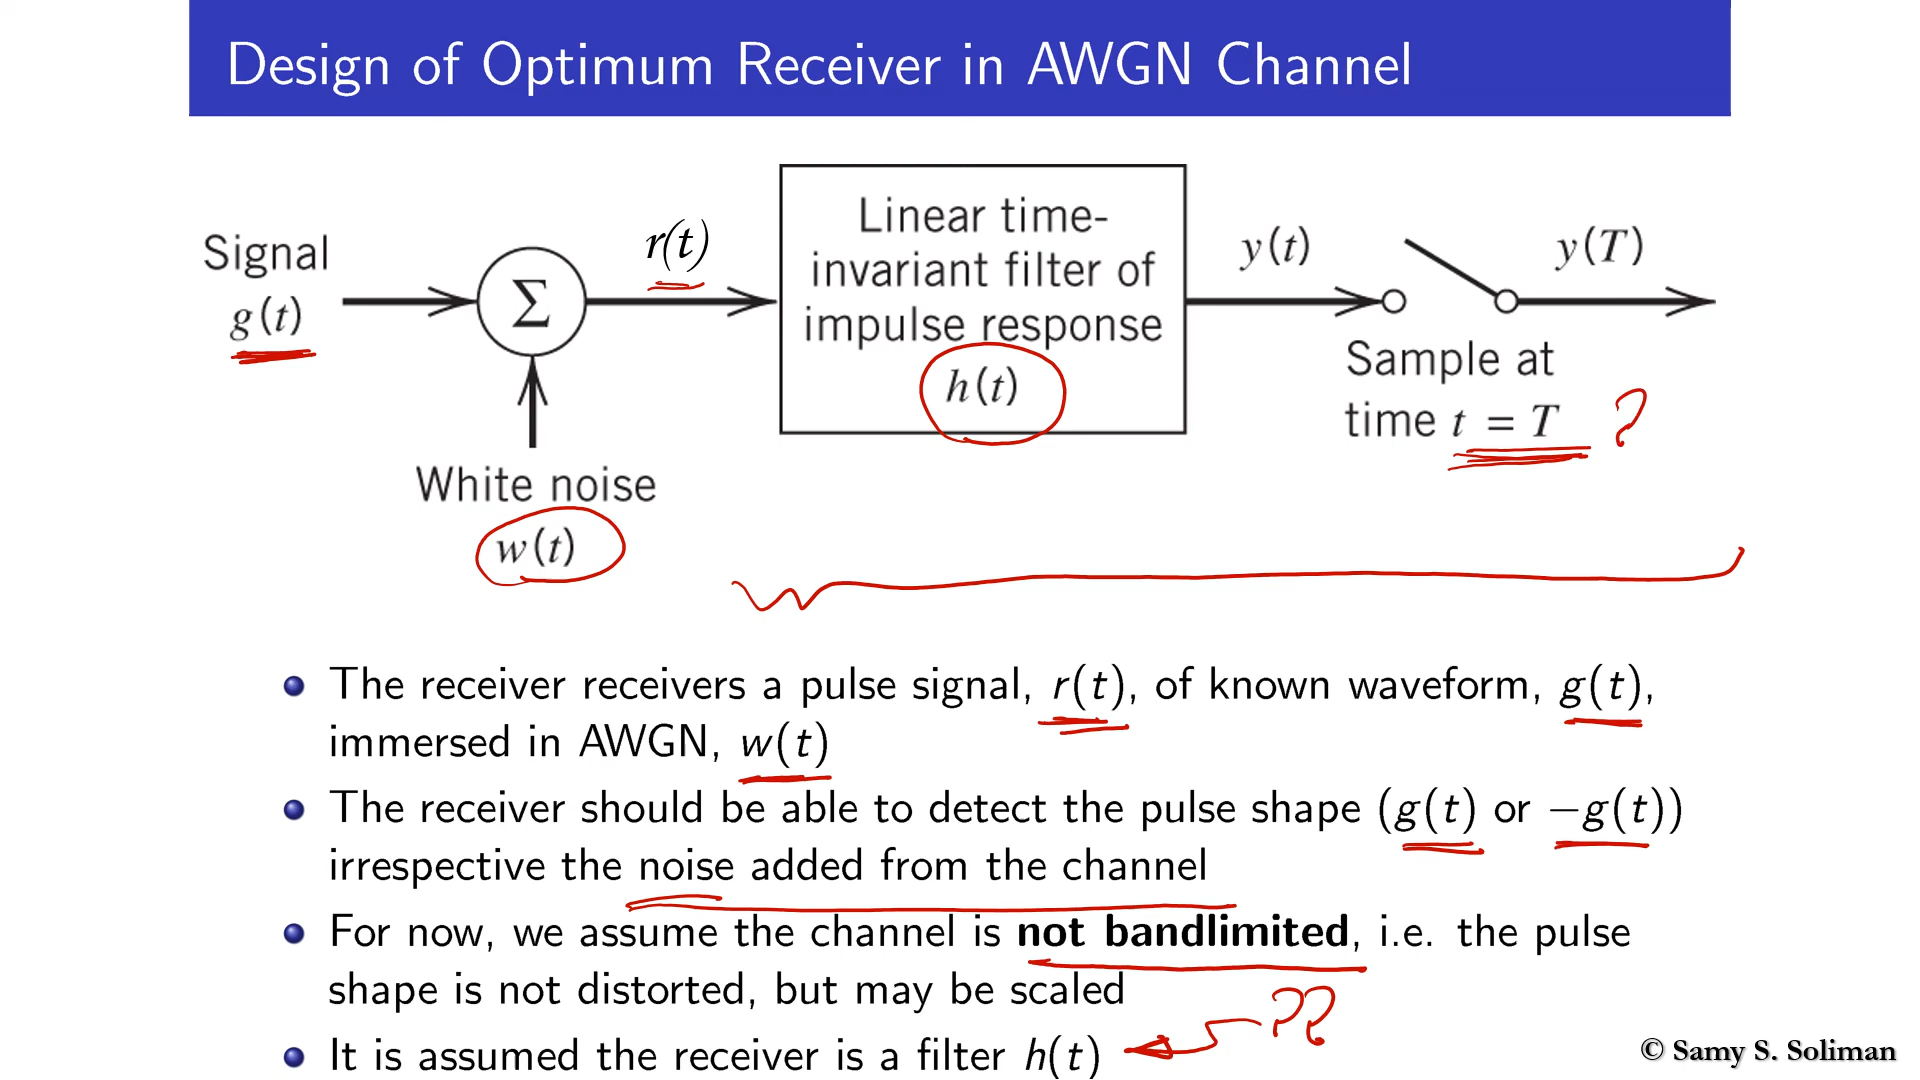 Design of Optimum Receiver in AWGN Channel
Signal
g(t)
Σ
r(t)
White noise
w(t)
Linear time-
invariant filter of
impulse response
h(t)
y(t)
y(T)
Sample at
time t = T ?
The receiver receivers a pulse signal, r(t), of known waveform, g(t),
immersed in AWGN, w(t)
The receiver should be able to detect the pulse shape (g(t) or −g(t))
irrespective the noise added from the channel
For now, we assume the channel is not bandlimited, i.e. the pulse
shape is not distorted, but may be scaled
It is assumed the receiver is a filter h(t) ??
© Samy S. Soliman